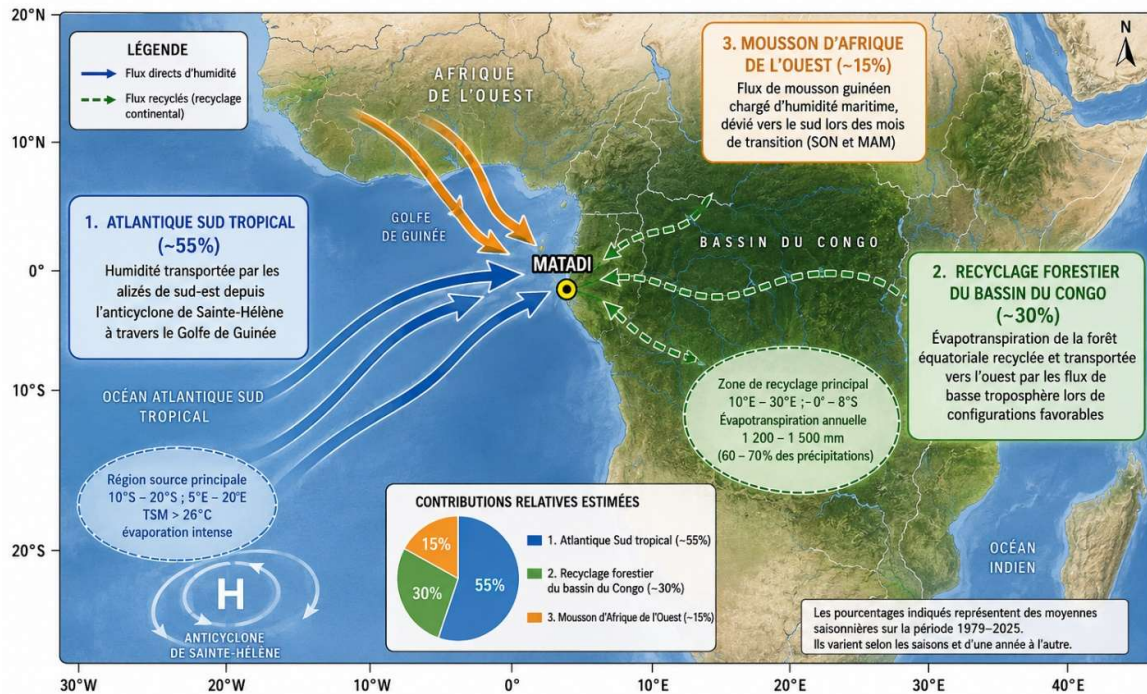 20°N
10°N
0°
10°S
20°S
LÉGENDE
Flux directs d'humidité
Flux recyclés (recyclage
continental)
AFRIQUE
DE L'OUEST
3. MOUSSON D'AFRIQUE
DE L'OUEST (~15%)
Flux de mousson guinéen
chargé d'humidité maritime,
dévié vers le sud lors des mois
de transition (SON et MAM)
N
1. ATLANTIQUE SUD TROPICAL
(~55%)
Humidité transportée par les
alizés de sud-est depuis
l'anticyclone de Sainte-Hélène
à travers le Golfe de Guinée
GOLFE
DE GUINÉE
MATADI
BASSIN DU CONGO
2. RECYCLAGE FORESTIER
DU BASSIN DU CONGO
(~30%)
Évapotranspiration de la forêt
équatoriale recyclée et transportée
vers l'ouest par les flux de
basse troposphère lors de
configurations favorables
OCÉAN ATLANTIQUE SUD
TROPICAL
Zone de recyclage principal
10°E – 30°E ; -0° – 8°S
Évapotranspiration annuelle
1 200 – 1 500 mm
(60 – 70% des précipitations)
Région source principale
10°S – 20°S ; 5°E – 20°E
TSM > 26°C
évaporation intense
H
ANTICYCLONE
DE SAINTE-HÉLÈNE
CONTRIBUTIONS RELATIVES ESTIMÉES
15%
30%
55%
1. Atlantique Sud tropical (~55%)
2. Recyclage forestier
du bassin du Congo (~30%)
3. Mousson d'Afrique de l'Ouest (~15%)
OCÉAN
INDIEN
Les pourcentages indiqués représentent des moyennes
saisonnières sur la période 1979–2025.
Ils varient selon les saisons et d'une année à l'autre.
30°W
20°W
10°W
0°
10°E
20°E
30°E
40°E